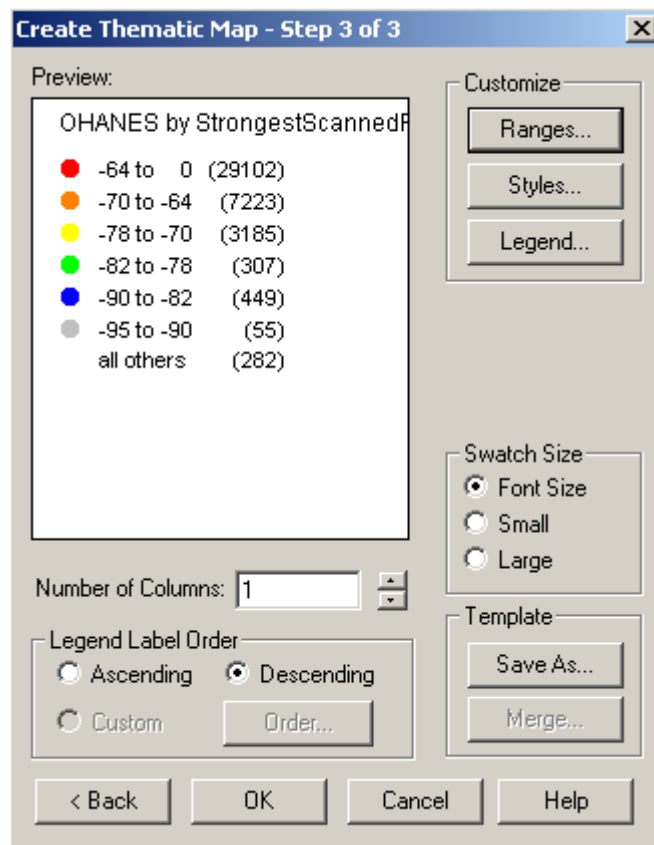 Create Thematic Map - Step 3 of 3
Preview:
OHANES by StrongestScanned
-64 to 0 (29102)
-70 to -64 (7223)
-78 to -70 (3185)
-82 to -78 (307)
-90 to -82 (449)
-95 to -90 (55)
all others (282)
Number of Columns: 1
Legend Label Order
Ascending Descending
Custom Order...
Customize
Ranges...
Styles...
Legend...
Swatch Size
Font Size
Small
Large
Template
Save As...
Merge...
< Back OK Cancel Help